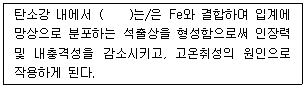 탄소강 내에서 (    )는/은 Fe와 결합하여 입계에
망상으로 분포하는 석출상을 형성함으로써 인장력
및 내충격성을 감소시키고, 고온취성의 원인으로
작용하게 된다.